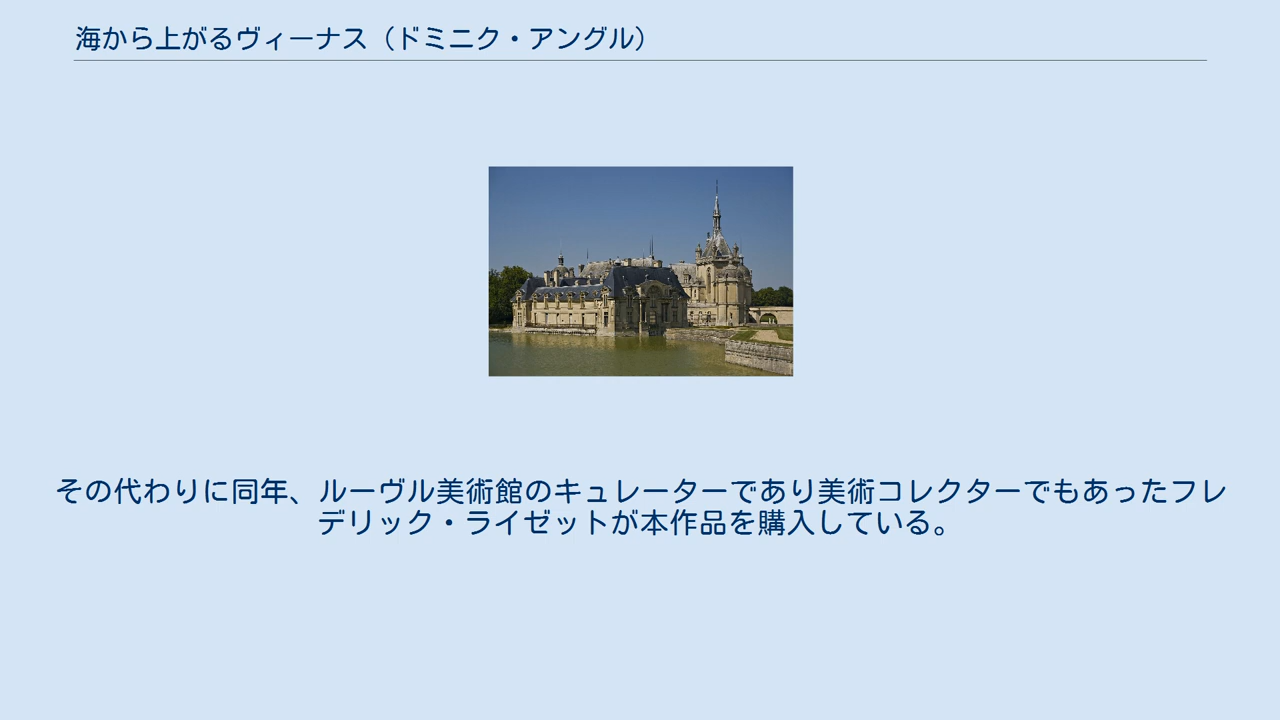 海から上がるヴィーナス（ドミニク・アングル）
その代わりに同年、ルーヴル美術館のキュレーターであり美術コレクターでもあったフレ
デリック・ライゼットが本作品を購入している。